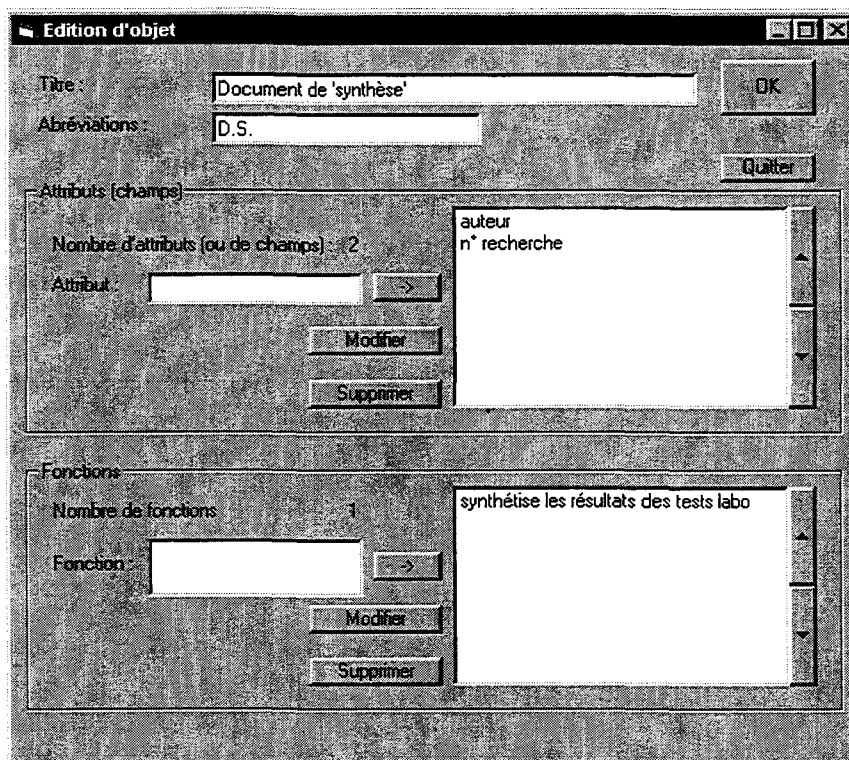 Edition d'objet
Titre :
Document de 'synthèse'
OK
Abréviations :
D.S.
Quitter
Attributs (champs)
Nombre d'attributs (ou de champs) : 2
auteur
n° recherche
Attribut :
->
Modifier
Supprimer
Fonctions
Nombre de fonctions 1
synthétise les résultats des tests labo
Fonction :
->
Modifier
Supprimer